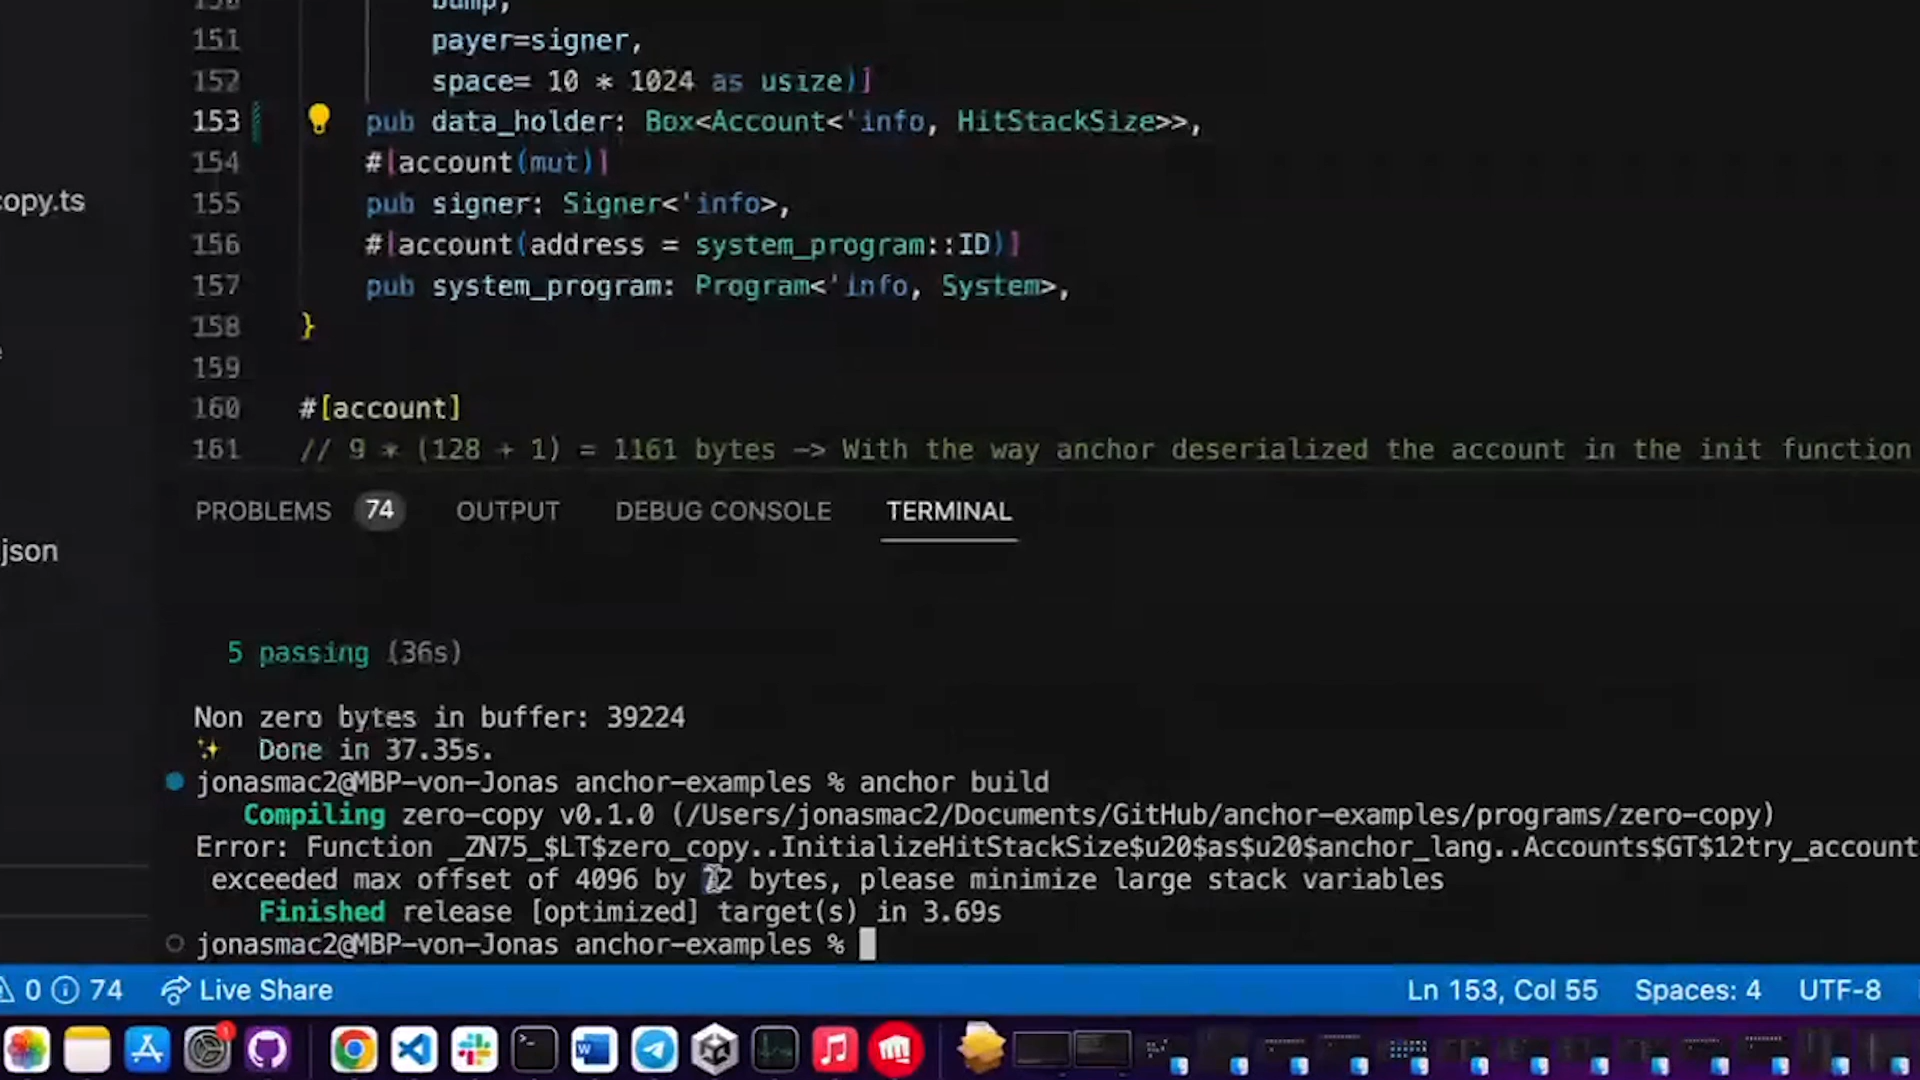 bump,
151 payer=signer,
152 space= 10 * 1024 as usize)]
153 pub data_holder: Box<Account<'info, HitStackSize>>,
154 #[account(mut)]
155 pub signer: Signer<'info>,
156 #[account(address = system_program::ID)]
157 pub system_program: Program<'info, System>,
158 }
159
160 #[account]
161 // 9 * (128 + 1) = 1161 bytes -> With the way anchor deserialized the account in the init function
copy.ts
json
PROBLEMS 74 OUTPUT DEBUG CONSOLE TERMINAL
5 passing (36s)
Non zero bytes in buffer: 39224
✨ Done in 37.35s.
jonasmac2@MBP-von-Jonas anchor-examples % anchor build
Compiling zero-copy v0.1.0 (/Users/jonasmac2/Documents/GitHub/anchor-examples/programs/zero-copy)
Error: Function _ZN75_$LT$zero_copy..InitializeHitStackSize$u20$as$u20$anchor_lang..Accounts$GT$12try_account
exceeded max offset of 4096 by bytes, please minimize large stack variables
Finished release [optimized] target(s) in 3.69s
jonasmac2@MBP-von-Jonas anchor-examples %
0 74 Live Share Ln 153, Col 55 Spaces: 4 UTF-8